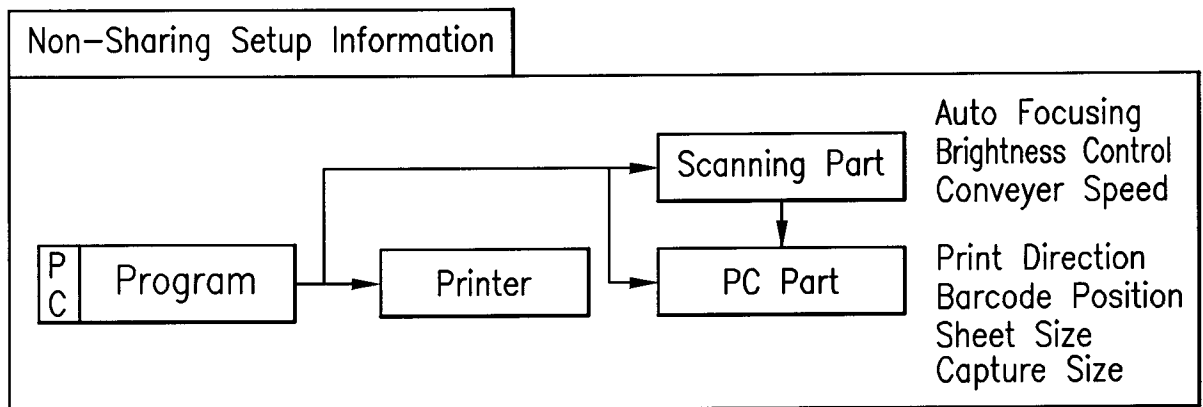 Non-Sharing Setup Information
Auto Focusing
Brightness Control
Conveyer Speed
Scanning Part
PC
Program
Printer
PC Part
Print Direction
Barcode Position
Sheet Size
Capture Size